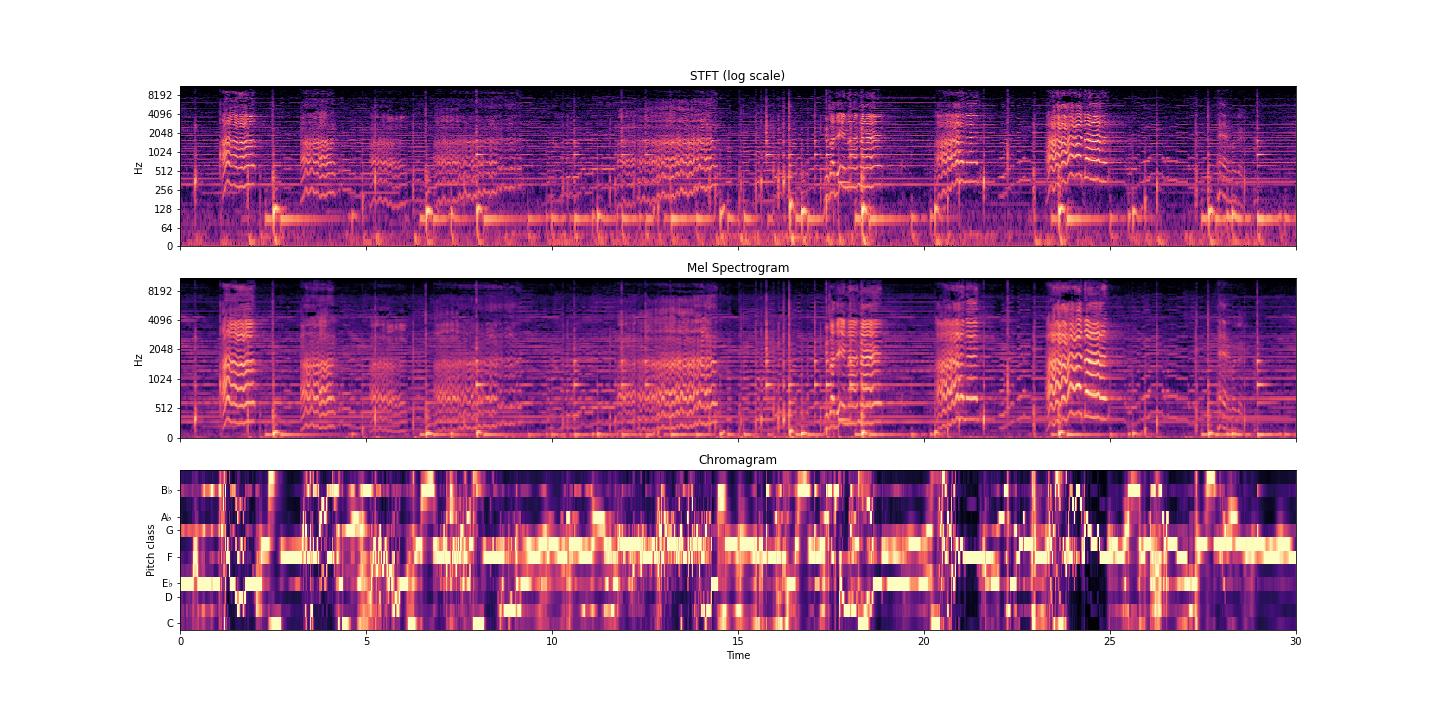 STFT (log scale)
8192
4096
2048
1024
512
256
128
64
0
Hz
Mel Spectrogram
8192
4096
2048
1024
512
0
Hz
Chromagram
B♭
A♭
G
F
E♭
D
C
Pitch class
0 5 10 15 20 25 30
Time